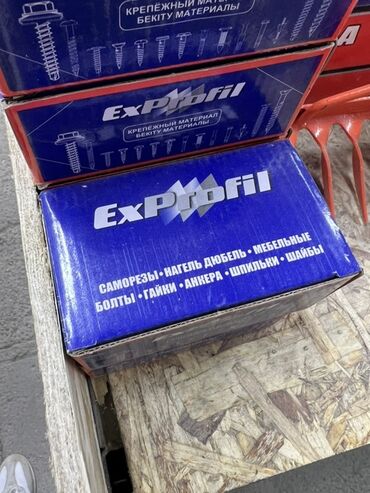 КРЕПЁЖНЫЙ МАТЕРИАЛ
БЕКІТУ МАТЕРИАЛЫ
ExProfil
КРЕПЁЖНЫЙ МАТЕРИАЛ
БЕКІТУ МАТЕРИАЛЫ
ExProfil
САМОРЕЗЫ • НАГЕЛЬ ДЮБЕЛЬ • МЕБЕЛЬНЫЕ
БОЛТЫ • ГАЙКИ • АНКЕРА • ШПИЛЬКИ • ШАЙБЫ